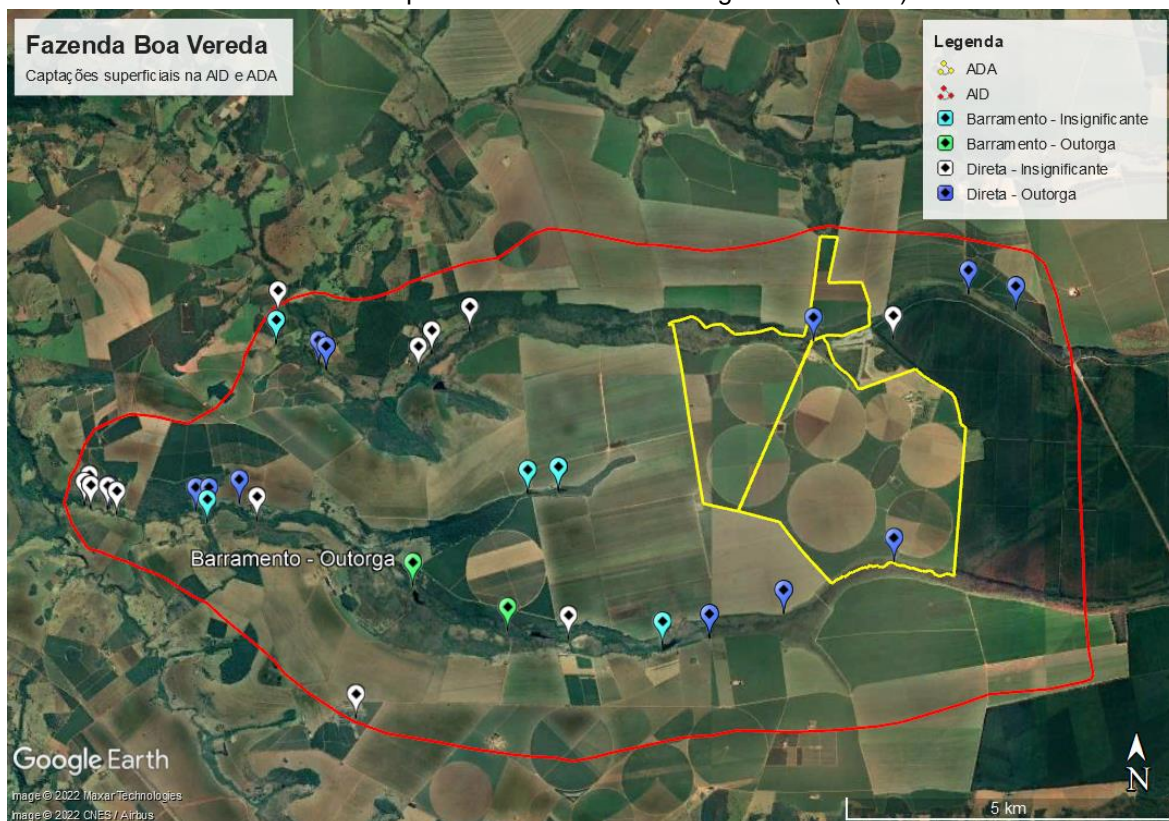 Fazenda Boa Vereda
Captações superficiais na AID e ADA
Legenda
ADA
AID
Barramento - Insignificante
Barramento - Outorga
Direta - Insignificante
Direta - Outorga
Barramento - Outorga
Google Earth
Image © 2022 Maxar Technologies
Image © 2022 CNES / Airbus
N
5 km